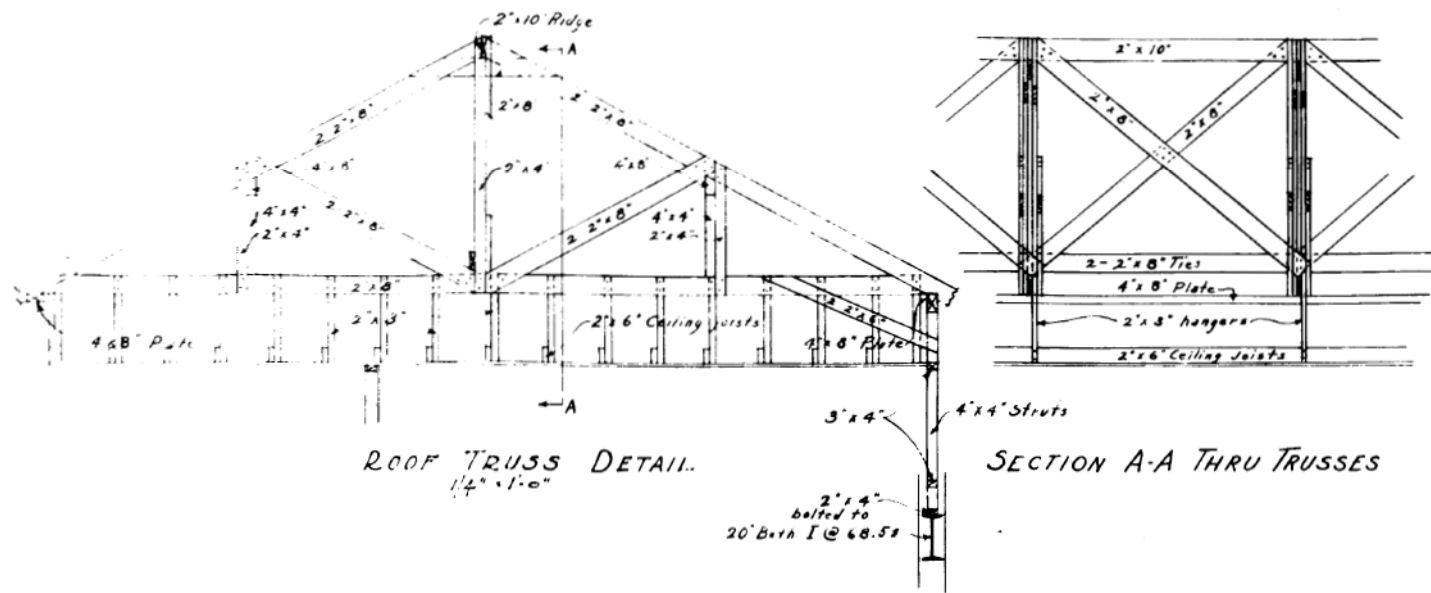 2"x10" Ridge
A
2"x8"
2 2"x8"
2 2"x8"
4"x8"
2"x4"
4"x8"
2 2"x8"
4"x4"
2"x4"
2 2"x8"
4"x4"
2"x4"
2"x8"
2"x3"
2 2"x6"
2"x6" Ceiling joists
4x8" Plate
4"x8" Plate
A
3"x4"
4"x4" Struts
ROOF TRUSS DETAIL.
1/4" = 1'-0"
2"x4"
bolted to
20" Beth I @ 68.5#
2"x10"
2"x8"
2"x8"
2-2"x8" Ties
4"x8" Plate
2"x3" hangers
2"x6" Ceiling Joists
SECTION A-A THRU TRUSSES